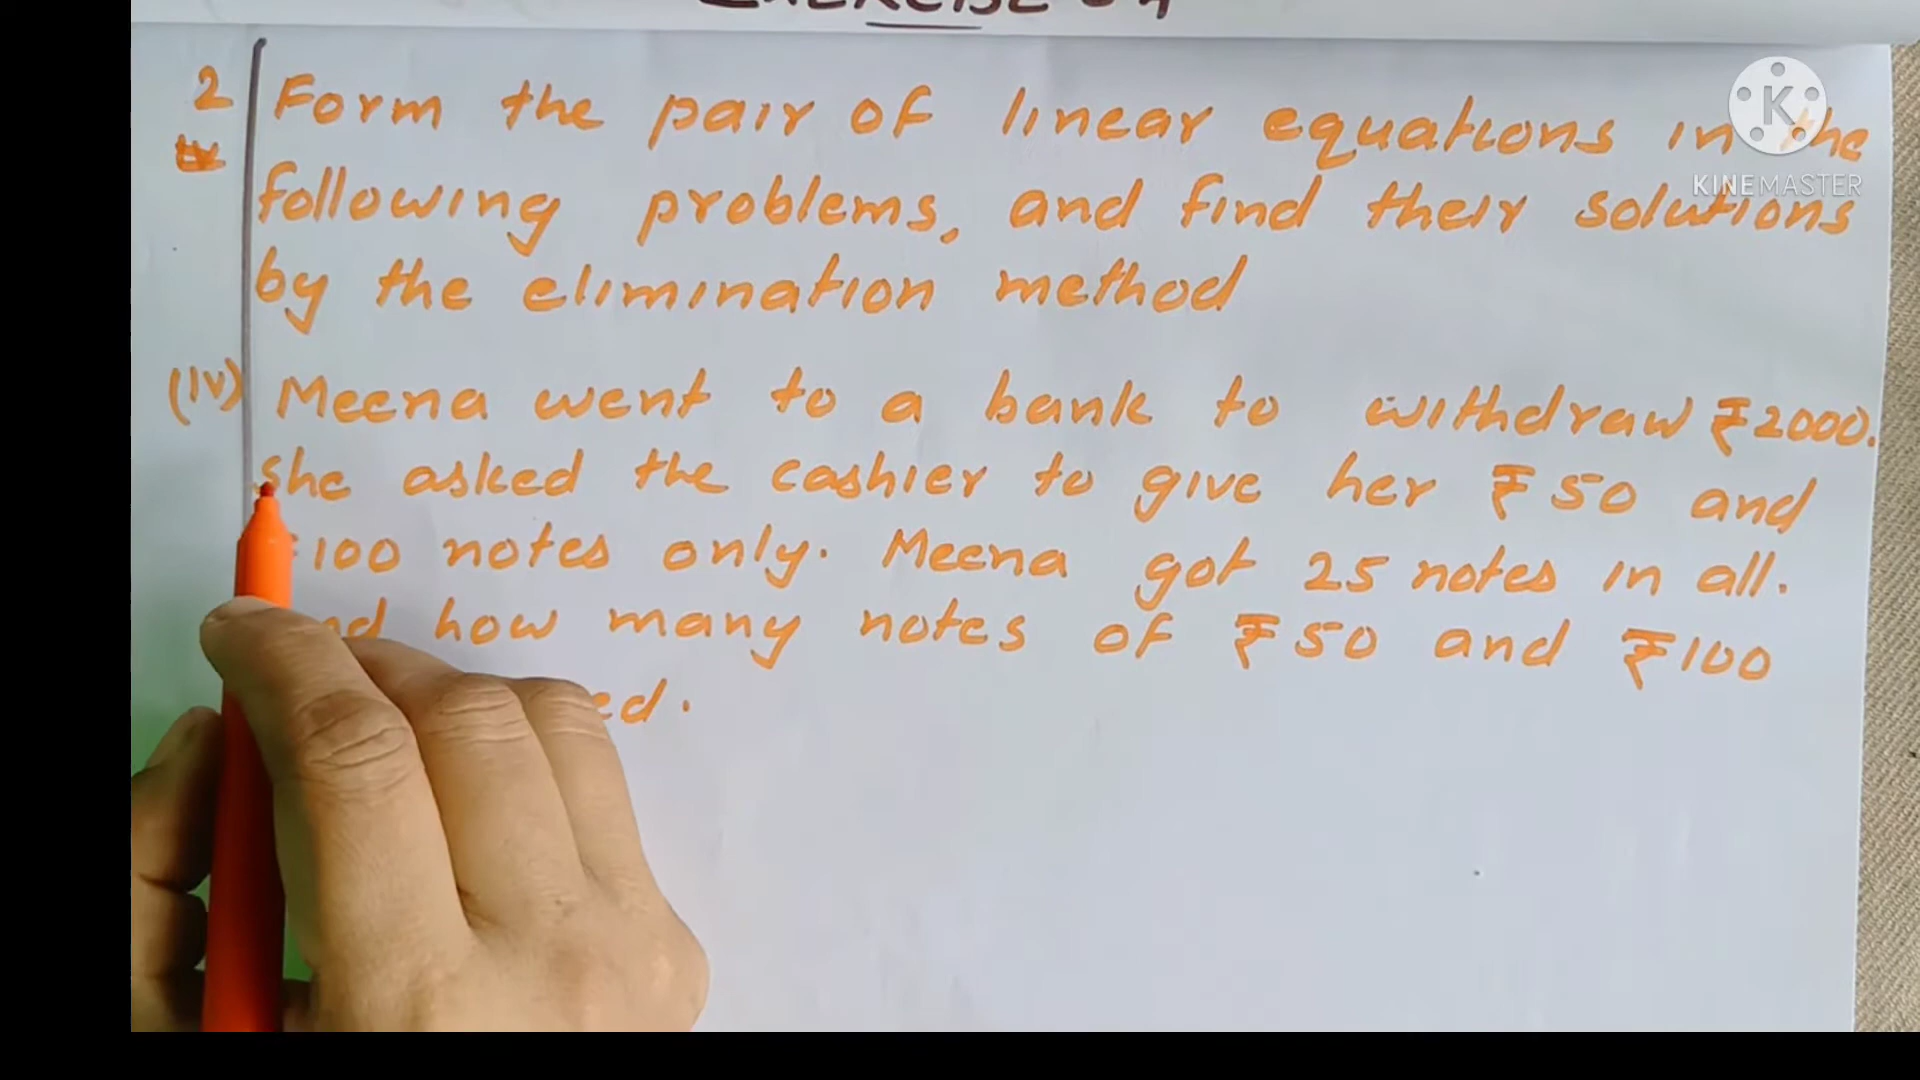 2 Form the pair of linear equations in the
following problems, and find their solutions
by the elimination method
(iv) Meena went to a bank to withdraw ₹2000.
she asked the cashier to give her ₹50 and
100 notes only. Meena got 25 notes in all.
how many notes of ₹50 and ₹100
KINEMASTER